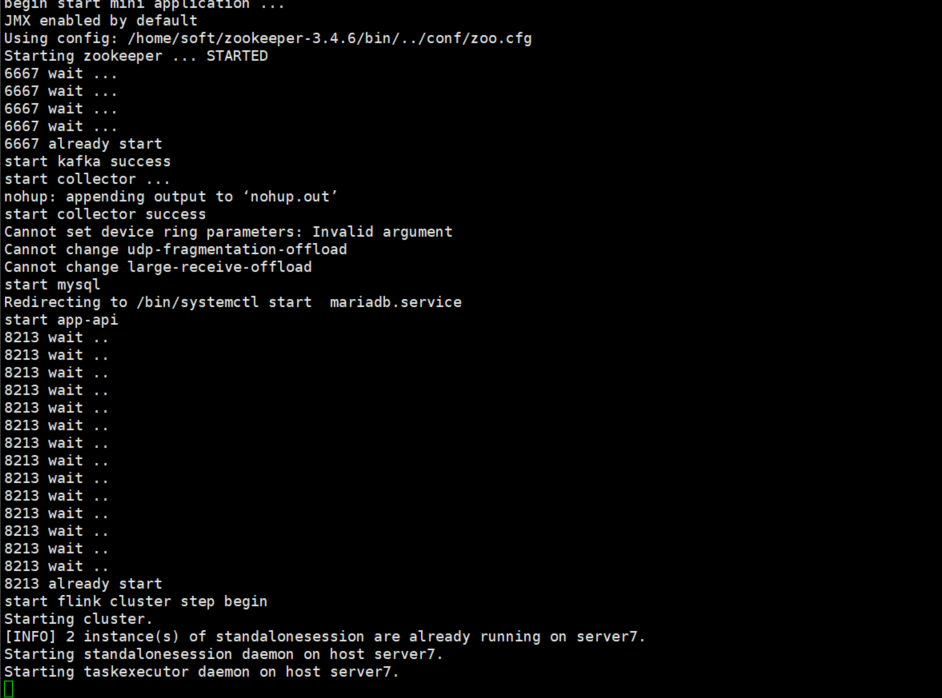 begin start mini application ...
JMX enabled by default
Using config: /home/soft/zookeeper-3.4.6/bin/../conf/zoo.cfg
Starting zookeeper ... STARTED
6667 wait ...
6667 wait ...
6667 wait ...
6667 wait ...
6667 already start
start kafka success
start collector ...
nohup: appending output to ‘nohup.out’
start collector success
Cannot set device ring parameters: Invalid argument
Cannot change udp-fragmentation-offload
Cannot change large-receive-offload
start mysql
Redirecting to /bin/systemctl start  mariadb.service
start app-api
8213 wait ..
8213 wait ..
8213 wait ..
8213 wait ..
8213 wait ..
8213 wait ..
8213 wait ..
8213 wait ..
8213 wait ..
8213 wait ..
8213 wait ..
8213 wait ..
8213 wait ..
8213 wait ..
8213 already start
start flink cluster step begin
Starting cluster.
[INFO] 2 instance(s) of standalonesession are already running on server7.
Starting standalonesession daemon on host server7.
Starting taskexecutor daemon on host server7.